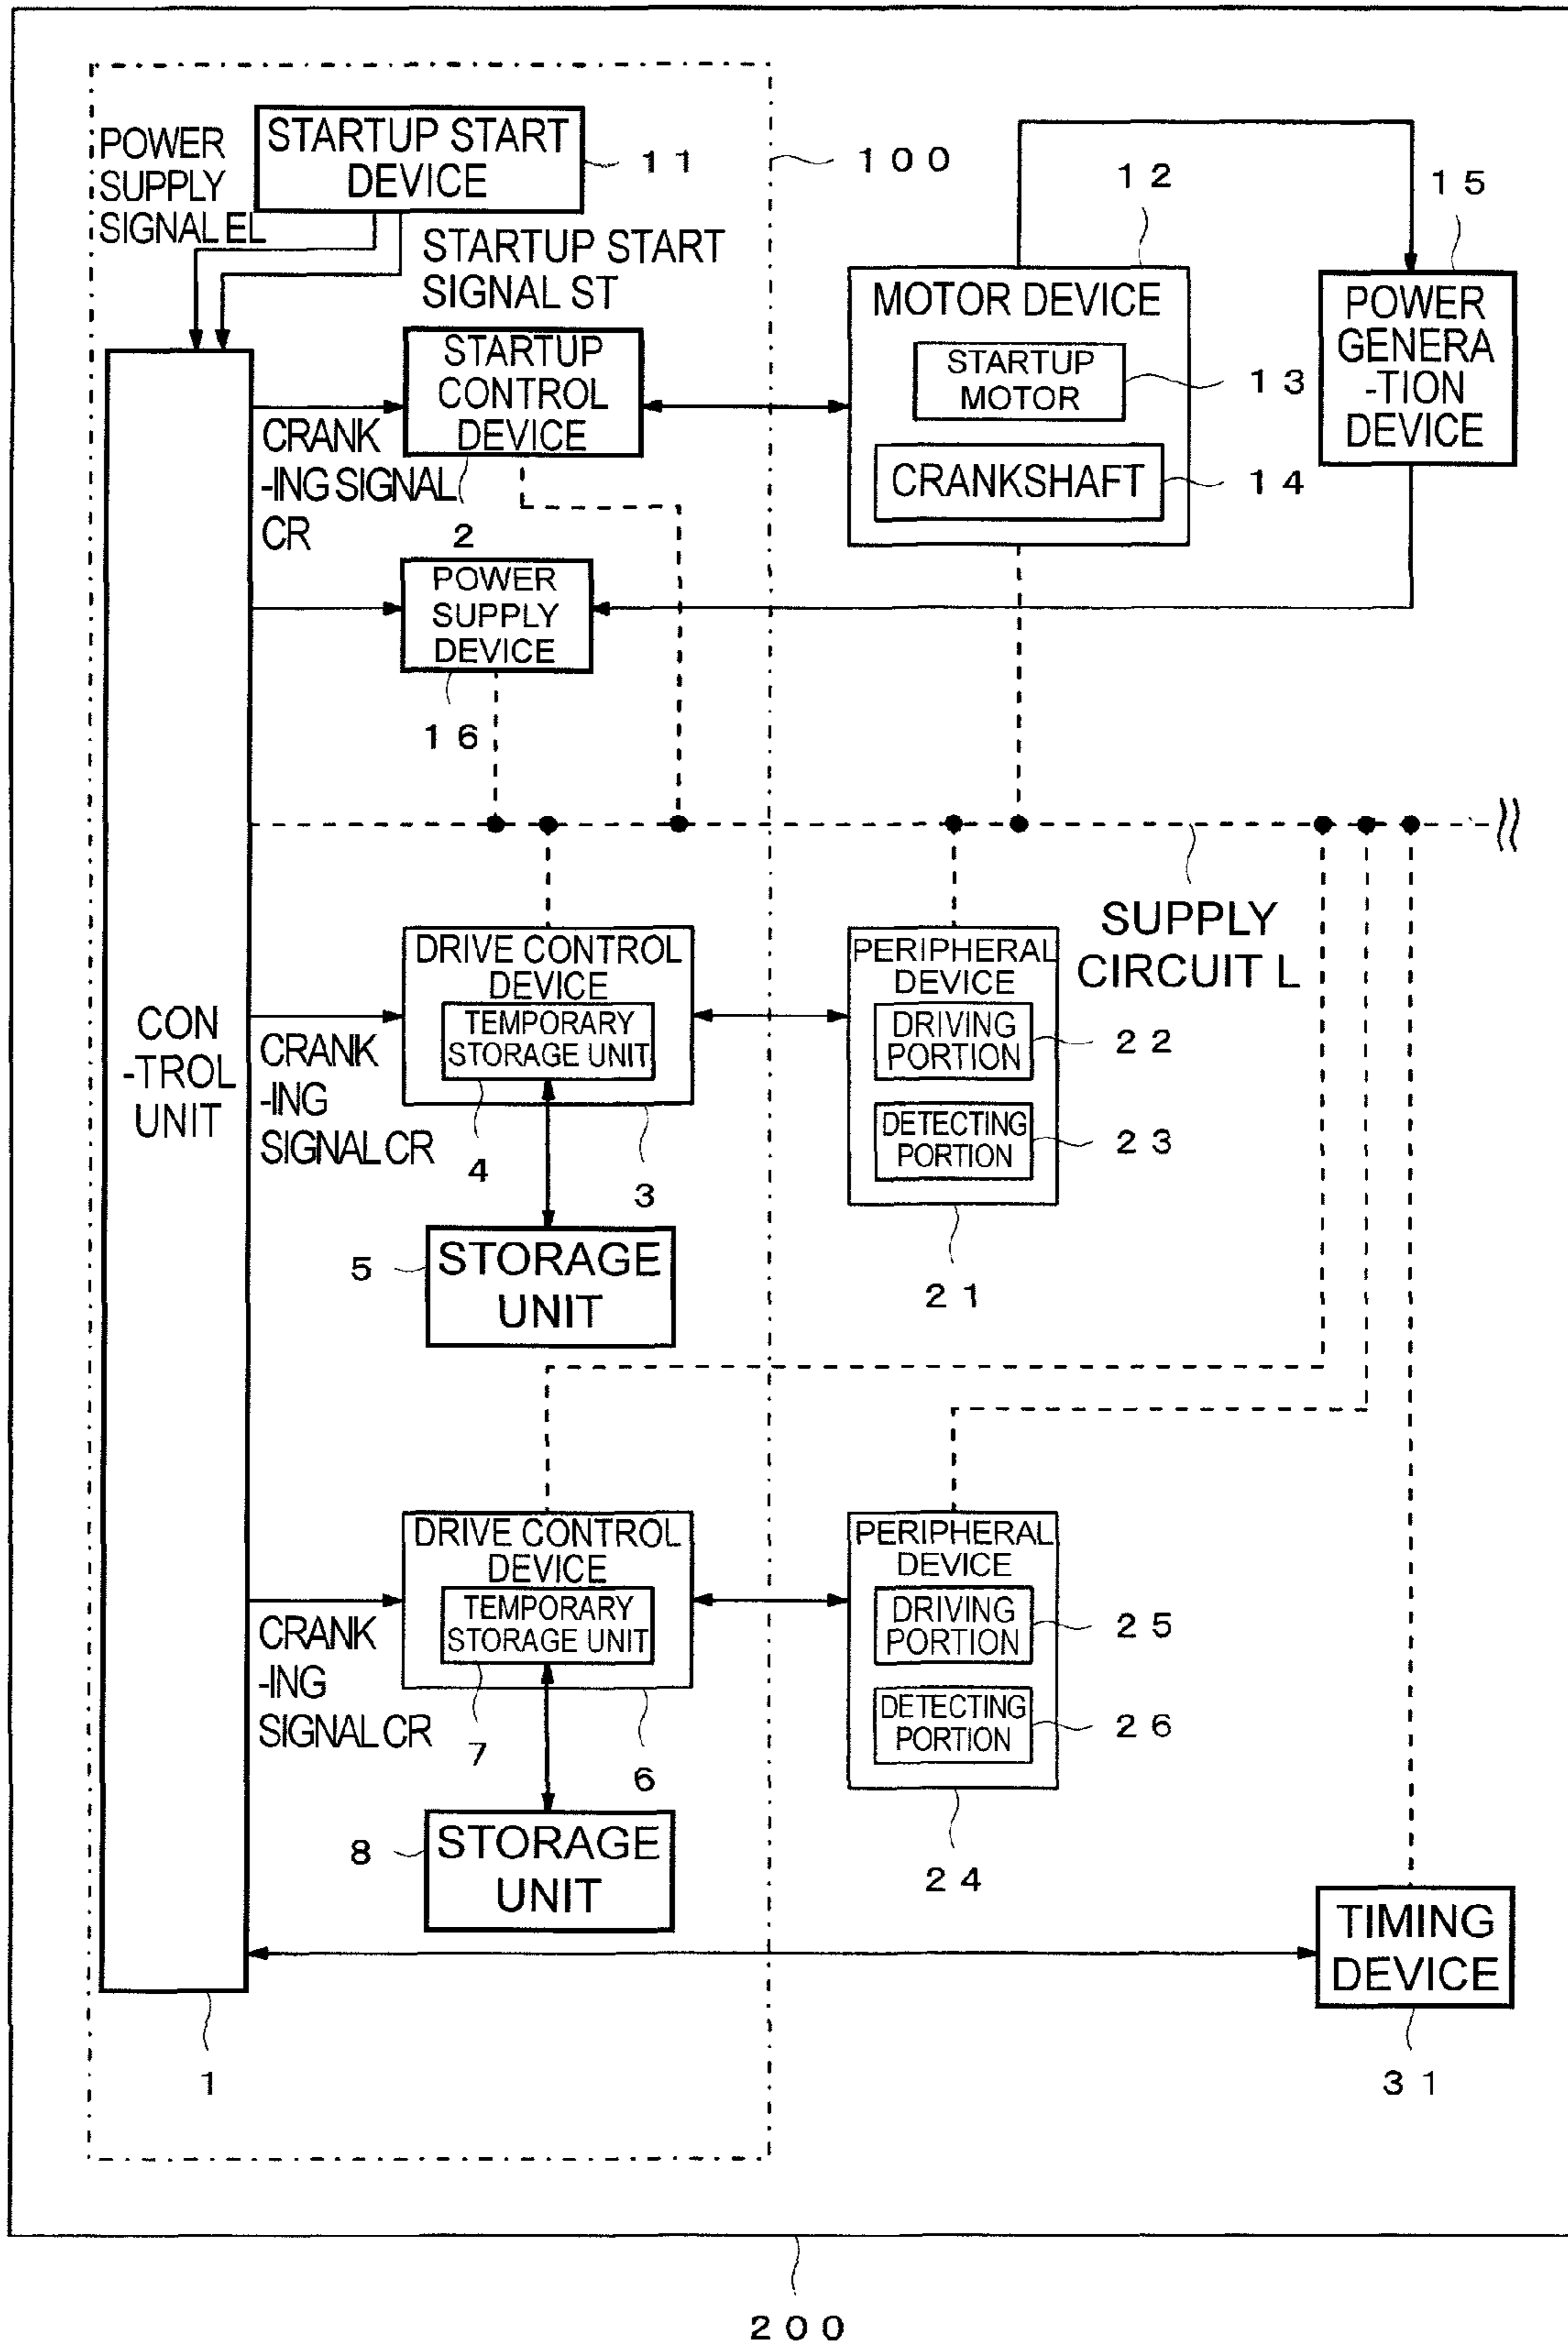 POWER
SUPPLY
SIGNAL EL
STARTUP START
DEVICE
11
100
STARTUP START
SIGNAL ST
12
15
MOTOR DEVICE
STARTUP
MOTOR
13
CRANKSHAFT
14
POWER
GENERA
-TION
DEVICE
STARTUP
CONTROL
DEVICE
CRANK
-ING SIGNAL
CR
2
POWER
SUPPLY
DEVICE
16
SUPPLY
CIRCUIT L
CON
-TROL
UNIT
DRIVE CONTROL
DEVICE
TEMPORARY
STORAGE UNIT
CRANK
-ING
SIGNAL CR
4
3
PERIPHERAL
DEVICE
DRIVING
PORTION
22
DETECTING
PORTION
23
21
5
STORAGE
UNIT
DRIVE CONTROL
DEVICE
TEMPORARY
STORAGE UNIT
CRANK
-ING
SIGNAL CR
7
6
PERIPHERAL
DEVICE
DRIVING
PORTION
25
DETECTING
PORTION
26
24
8
STORAGE
UNIT
TIMING
DEVICE
1
31
200